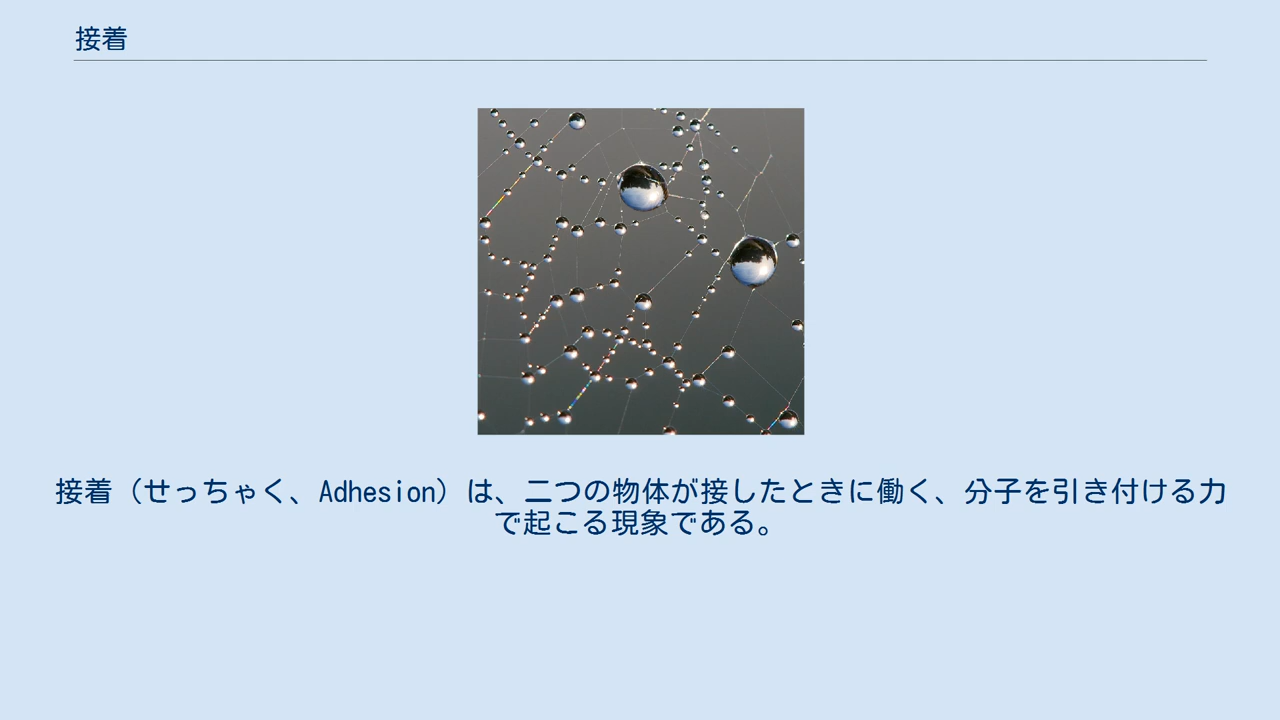 接着
接着（せっちゃく、Adhesion）は、二つの物体が接したときに働く、分子を引き付ける力
で起こる現象である。